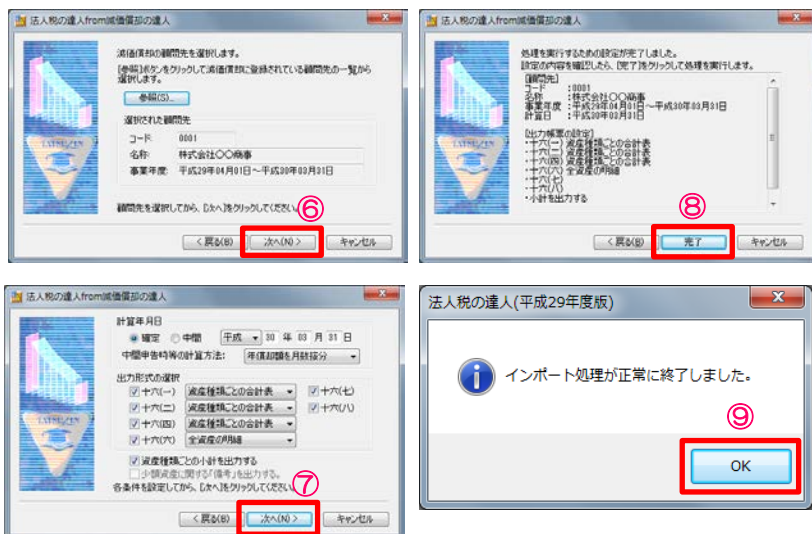 法人税の達人from減価償却の達人
減価償却の顧問先を選択します。
[参照]ボタンをクリックして減価償却に登録されている顧問先の一覧から
選択します。
参照(S)...
選択された顧問先
コード: 0001
名称: 株式会社〇〇商事
事業年度: 平成29年04月01日～平成30年03月31日
顧問先を選択してから、[次へ]をクリックしてください。
⑥
< 戻る(B) 次へ(N) > キャンセル
法人税の達人from減価償却の達人
処理を実行するための設定が完了しました。
設定の内容を確認したら、[完了]をクリックして処理を実行します。
[顧問先]
コード :0001
名称 :株式会社〇〇商事
事業年度 :平成29年04月01日～平成30年03月31日
計算日 :平成30年03月31日
[出力帳票の設定]
・十六(一) 資産種類ごとの合計表
・十六(二) 資産種類ごとの合計表
・十六(四) 資産種類ごとの合計表
・十六(六) 全資産の明細
・十六(七)
・十六(八)
・小計を出力する
⑧
< 戻る(B) 完了 キャンセル
法人税の達人from減価償却の達人
計算年月日
確定 中間 平成 30 年 03 月 31 日
中間申告時等の計算方法: 年償却額を月数按分
出力形式の選択
十六(一) 資産種類ごとの合計表 十六(七)
十六(二) 資産種類ごとの合計表 十六(八)
十六(四) 資産種類ごとの合計表
十六(六) 全資産の明細
資産種類ごとの小計を出力する
少額資産に関する「備考」を出力する。
各条件を設定してから、[次へ]をクリックしてください。
⑦
< 戻る(B) 次へ(N) > キャンセル
法人税の達人(平成29年度版)
インポート処理が正常に終了しました。
⑨
OK